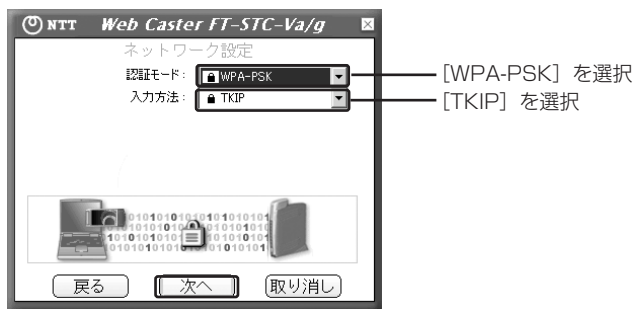 NTT Web Caster FT-STC-Va/g
ネットワーク設定
認証モード： WPA-PSK
［WPA-PSK］を選択
入力方法： TKIP
［TKIP］を選択
戻る 次へ 取り消し